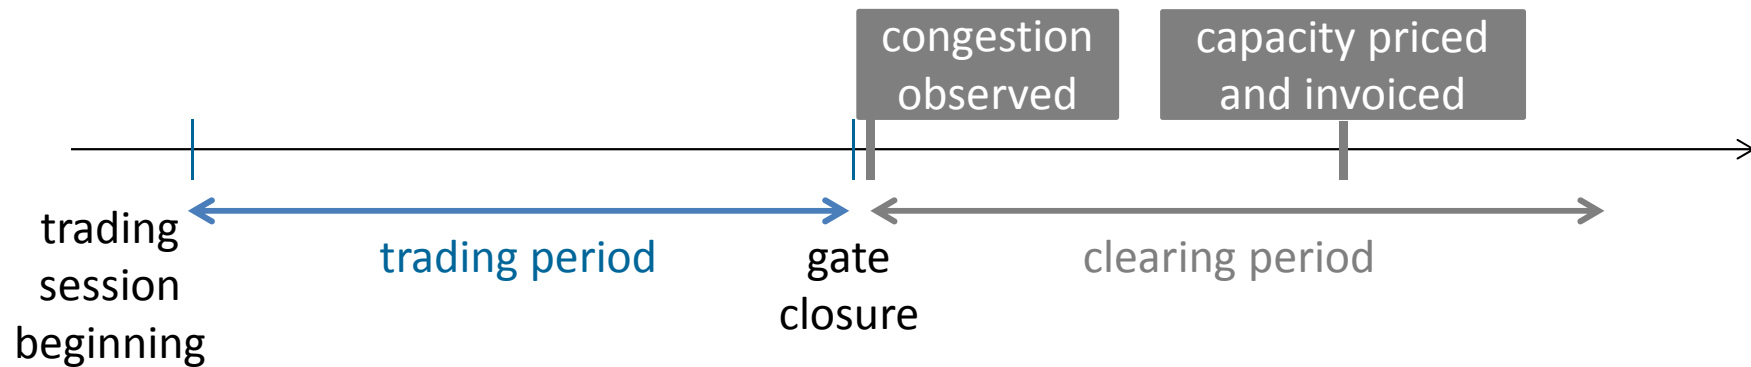 congestion
observed
capacity priced
and invoiced
trading
session
beginning
trading period
gate
closure
clearing period